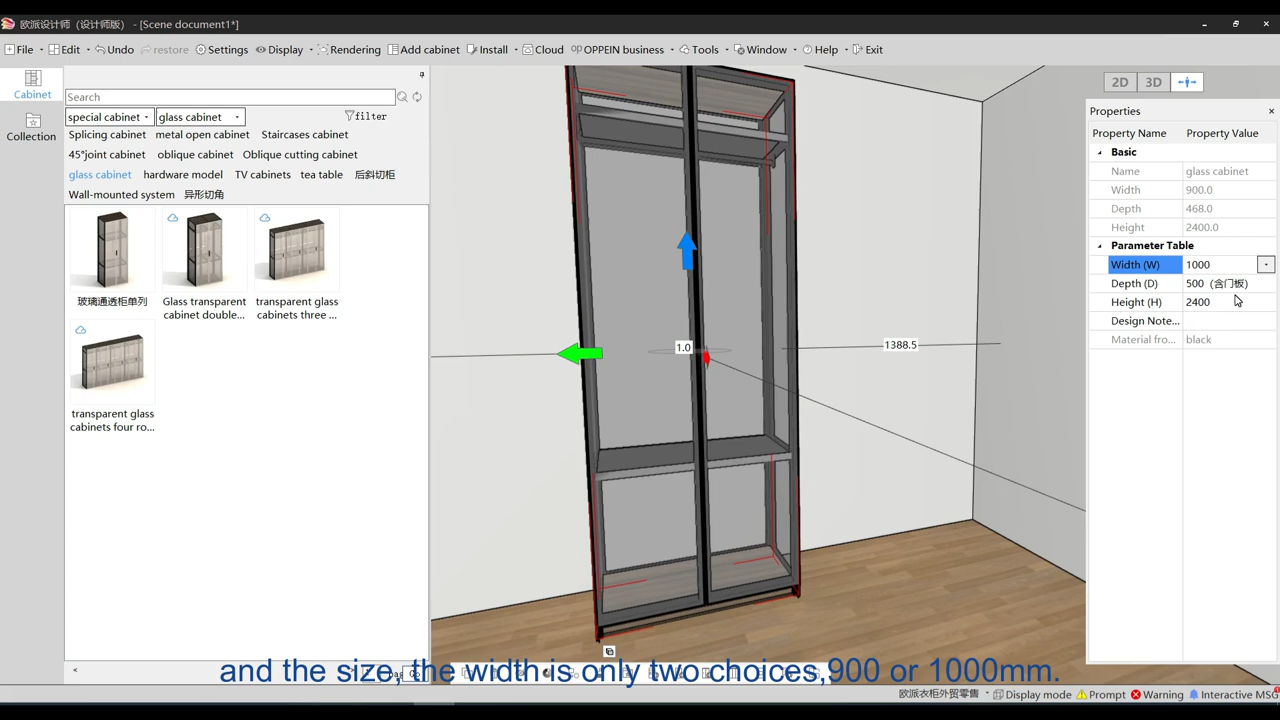 欧派设计师（设计师版） - [Scene document1*]
File Edit Undo restore Settings Display Rendering Add cabinet Install Cloud OPPEIN business Tools Window Help Exit
Cabinet
Collection
Search
special cabinet glass cabinet filter
Splicing cabinet metal open cabinet Staircases cabinet
45°joint cabinet oblique cabinet Oblique cutting cabinet
glass cabinet hardware model TV cabinets tea table 后斜切柜
Wall-mounted system 异形切角
玻璃通透柜单列
Glass transparent
cabinet double...
transparent glass
cabinets three ...
transparent glass
cabinets four ro...
1.0
1388.5
2D 3D
Properties
Property Name Property Value
Basic
Name glass cabinet
Width 900.0
Depth 468.0
Height 2400.0
Parameter Table
Width (W) 1000
Depth (D) 500（含门板）
Height (H) 2400
Design Note...
Material fro... black
and the size, the width is only two choices,900 or 1000mm.
欧派衣柜外贸零售 Display mode Prompt Warning Interactive MSG